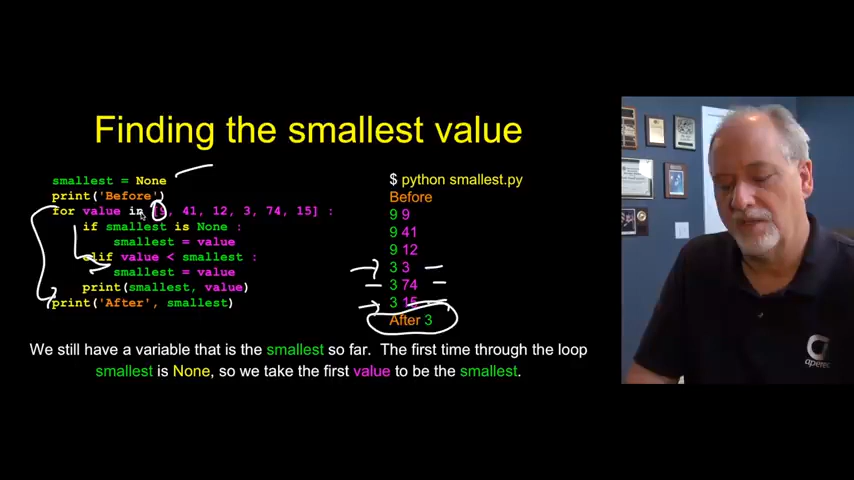 Finding the smallest value
smallest = None
print('Before')
for value in [9, 41, 12, 3, 74, 15] :
if smallest is None :
smallest = value
elif value < smallest :
smallest = value
print(smallest, value)
print('After', smallest)
$ python smallest.py
Before
9 9
9 41
9 12
3 3
3 74
3 15
After 3
We still have a variable that is the smallest so far. The first time through the loop
smallest is None, so we take the first value to be the smallest.